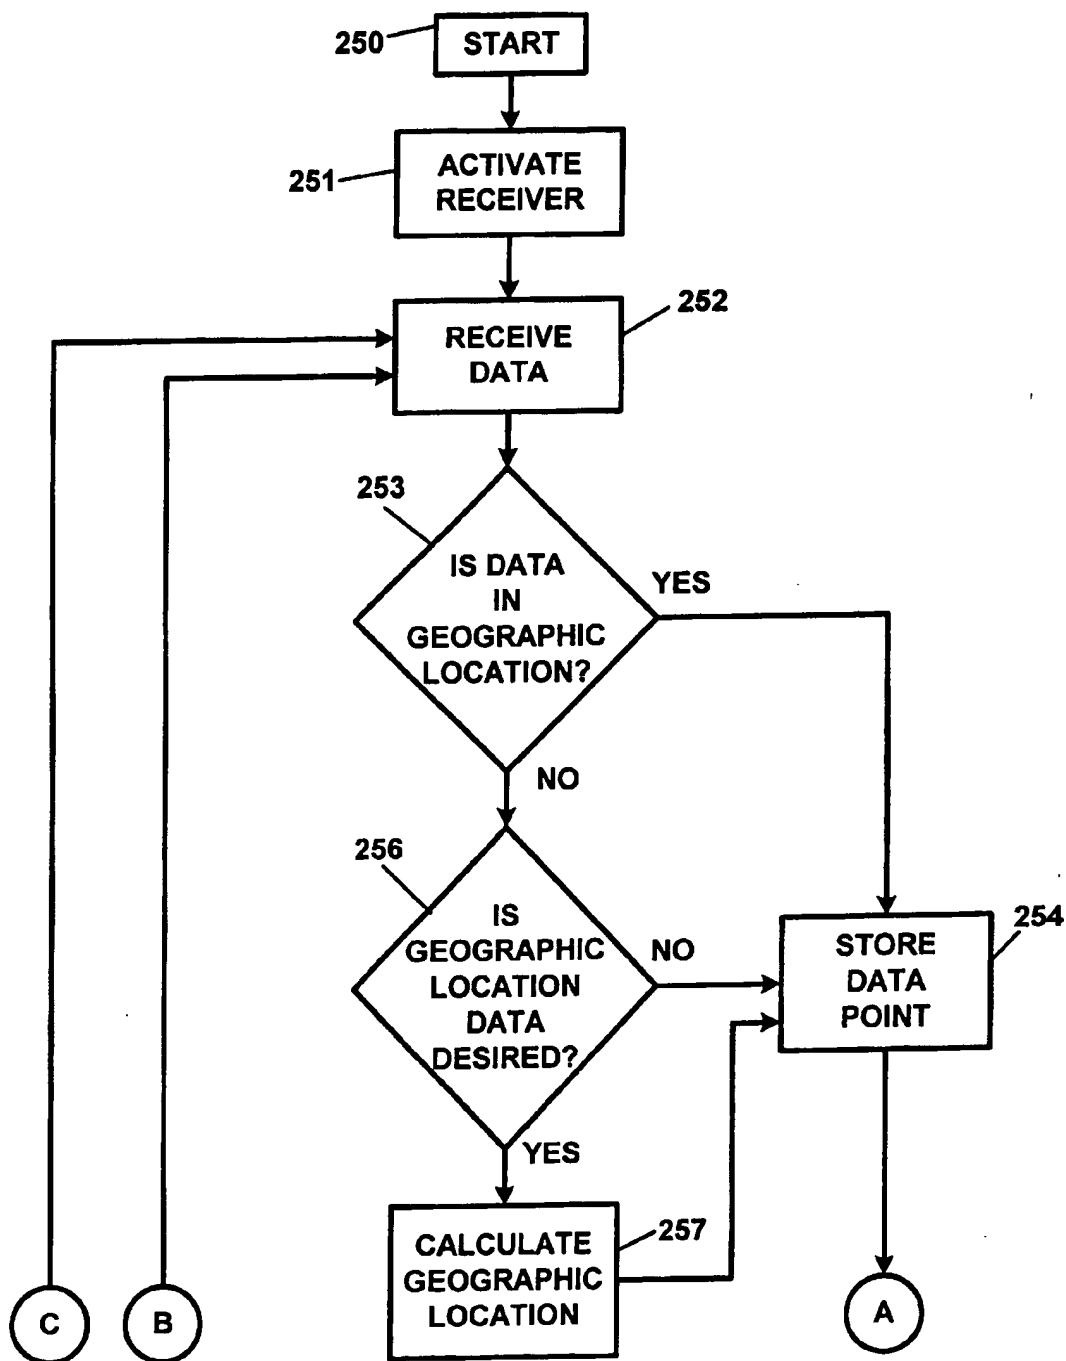 250
START
251
ACTIVATE
RECEIVER
252
RECEIVE
DATA
253
IS DATA
IN
GEOGRAPHIC
LOCATION?
YES
NO
256
IS
GEOGRAPHIC
LOCATION
DATA
DESIRED?
NO
254
STORE
DATA
POINT
YES
257
CALCULATE
GEOGRAPHIC
LOCATION
C
B
A